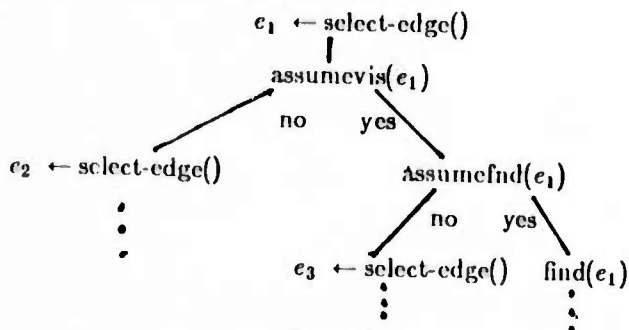 e₁ ← select-edge()
assumevis(e₁)
no yes
e₂ ← select-edge()
Assumefnd(e₁)
no yes
e₃ ← select-edge() find(e₁)